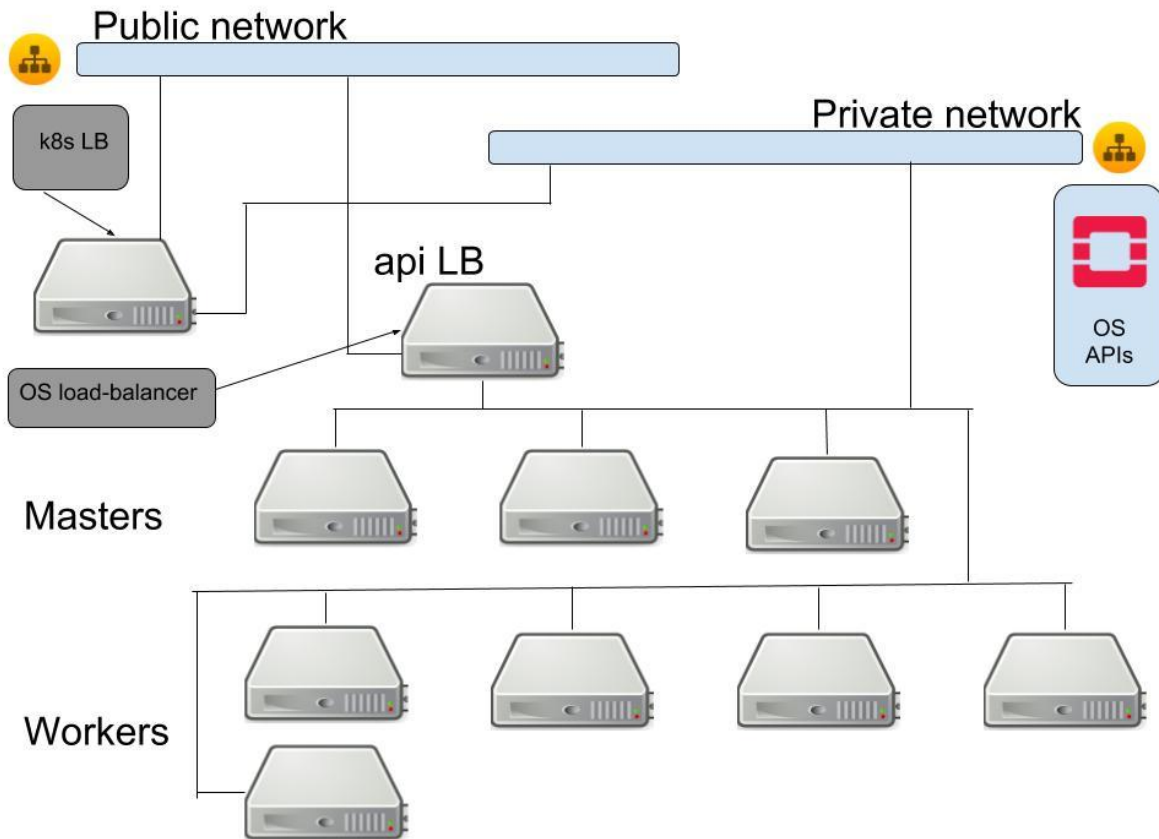 Public network
Private network
k8s LB
api LB
OS
APIs
OS load-balancer
Masters
Workers